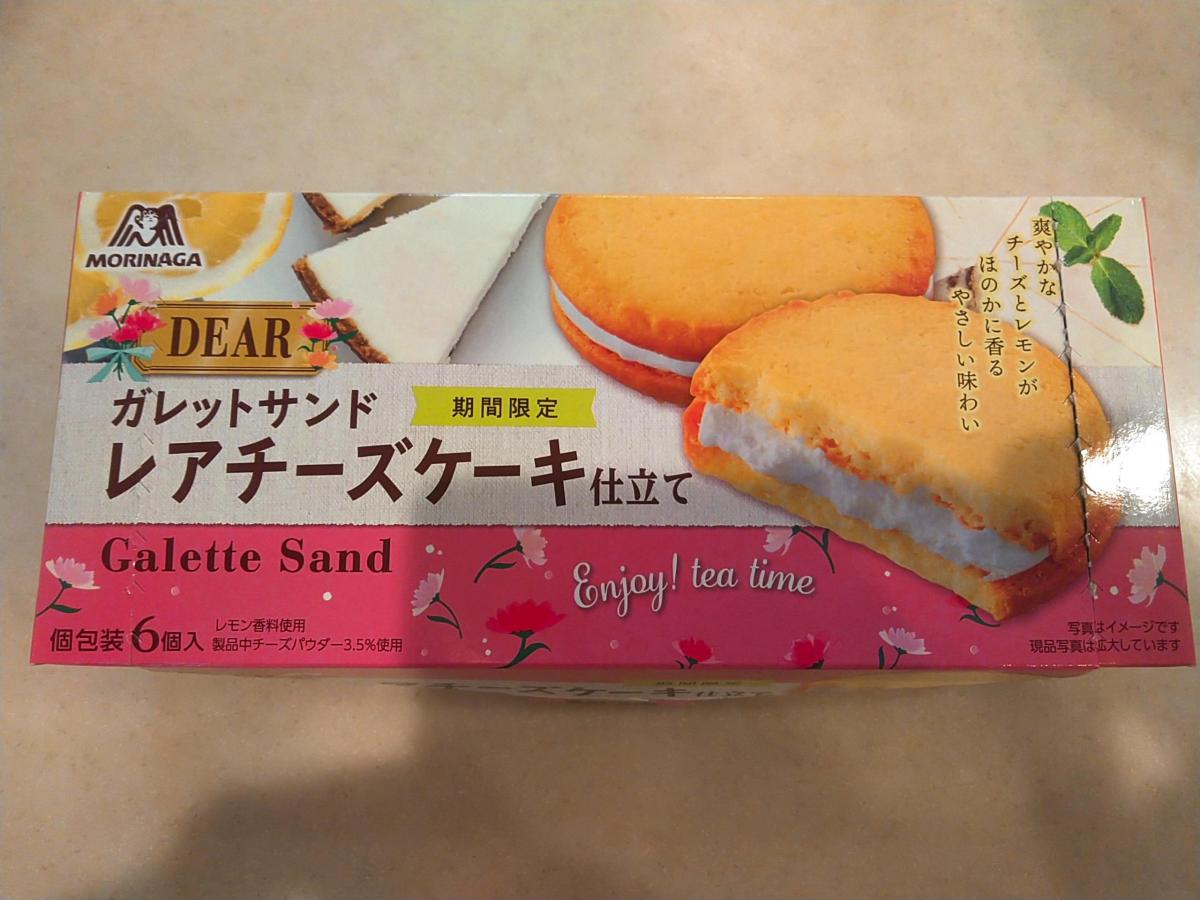 MORINAGA
DEAR
ガレットサンド
期間限定
レアチーズケーキ仕立て
爽やかな
チーズとレモンが
ほのかに香る
やさしい味わい
Galette Sand
Enjoy! tea time
個包装6個入
レモン香料使用
製品中チーズパウダー3.5%使用
写真はイメージです
現品写真は拡大しています